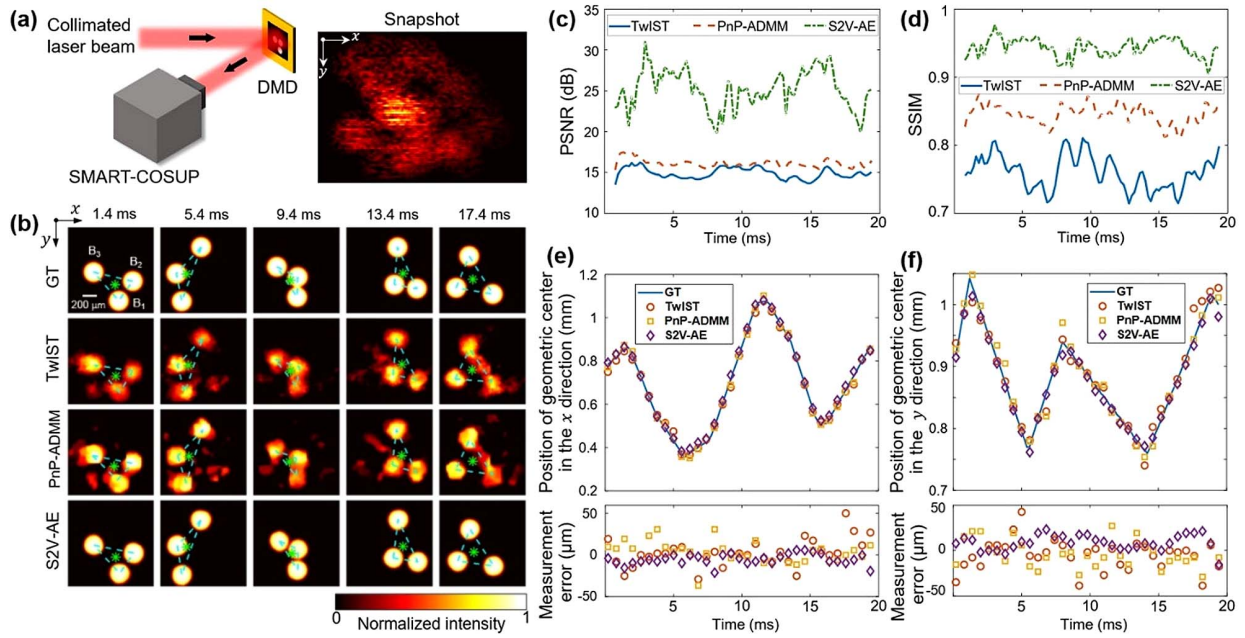 (a)
Collimated
laser beam
DMD
SMART-COSUP
Snapshot
x
y
(b)
x
y
1.4 ms 5.4 ms 9.4 ms 13.4 ms 17.4 ms
GT
B3 B2
B1
200 µm
TwIST
PnP-ADMM
S2V-AE
0 Normalized intensity 1
(c)
TwIST PnP-ADMM S2V-AE
PSNR (dB)
35
30
25
20
15
10
5 10 15 20
Time (ms)
(d)
TwIST PnP-ADMM S2V-AE
SSIM
1
0.9
0.8
0.7
5 10 15 20
Time (ms)
(e)
GT
TwIST
PnP-ADMM
S2V-AE
Position of geometric center
in the x direction (mm)
1.2
1.0
0.8
0.6
0.4
0.2
Measurement
error (µm)
50
0
-50
5 10 15 20
Time (ms)
(f)
GT
TwIST
PnP-ADMM
S2V-AE
Position of geometric center
in the y direction (mm)
1
0.9
0.8
0.7
Measurement
error (µm)
50
0
-50
5 10 15 20
Time (ms)